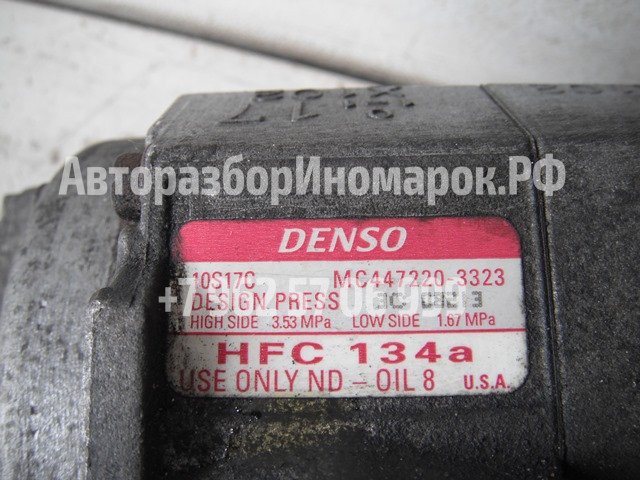 АвторазборИномарок.РФ
DENSO
10S17C MC447220-3323
DESIGN PRESS
HIGH SIDE 3.53 MPa LOW SIDE 1.67 MPa
HFC 134a
USE ONLY ND-OIL 8 U.S.A.